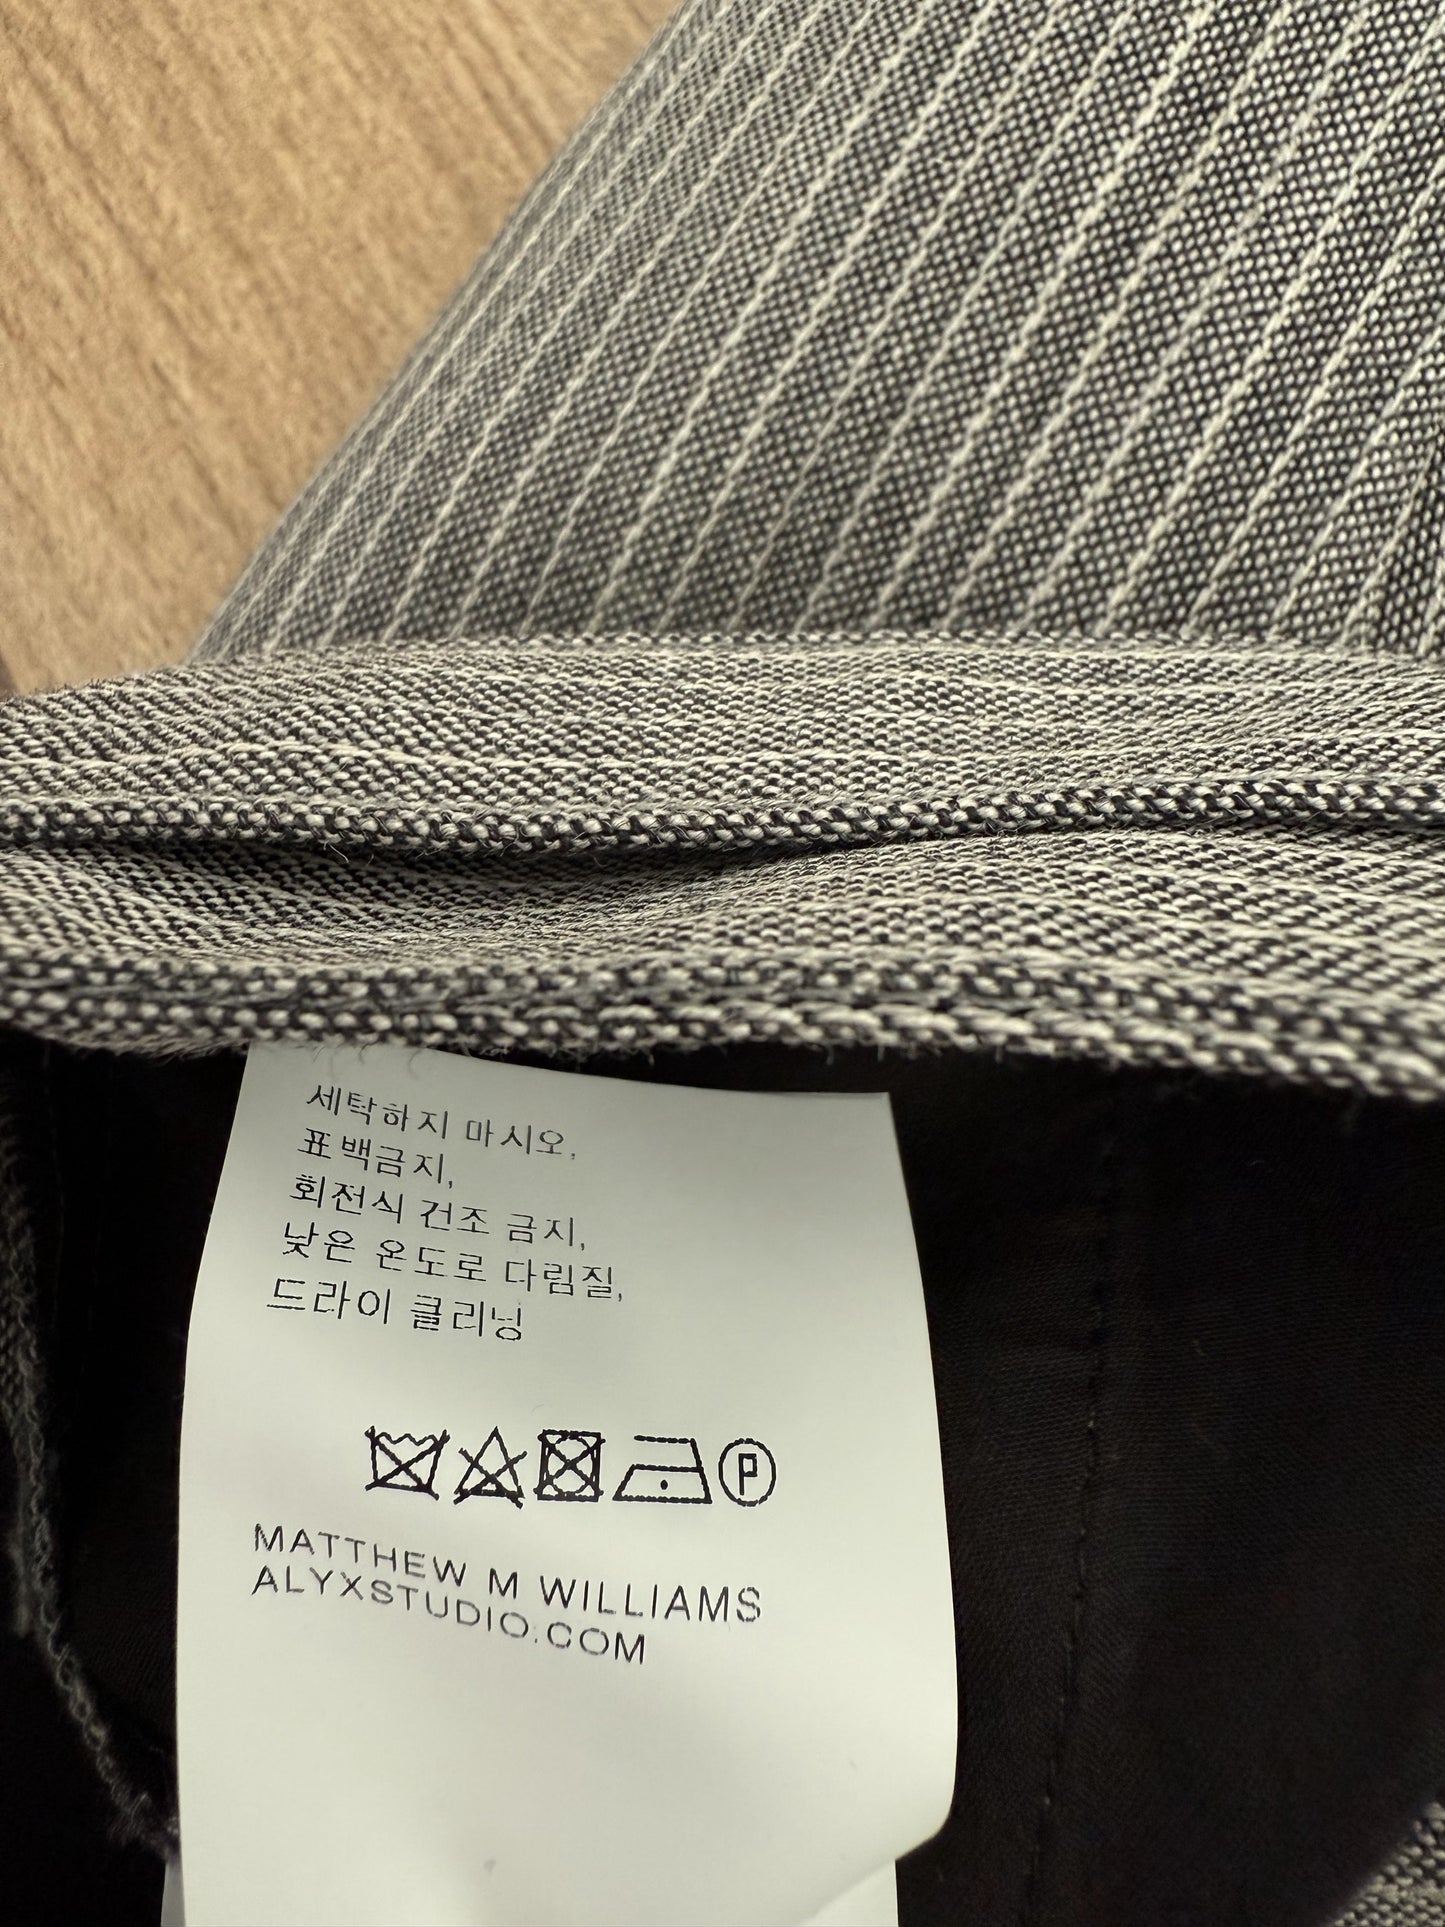 세탁하지 마시오,
표백금지,
회전식 건조 금지,
낮은 온도로 다림질,
드라이 클리닝
P
MATTHEW M WILLIAMS
ALYXSTUDIO.COM